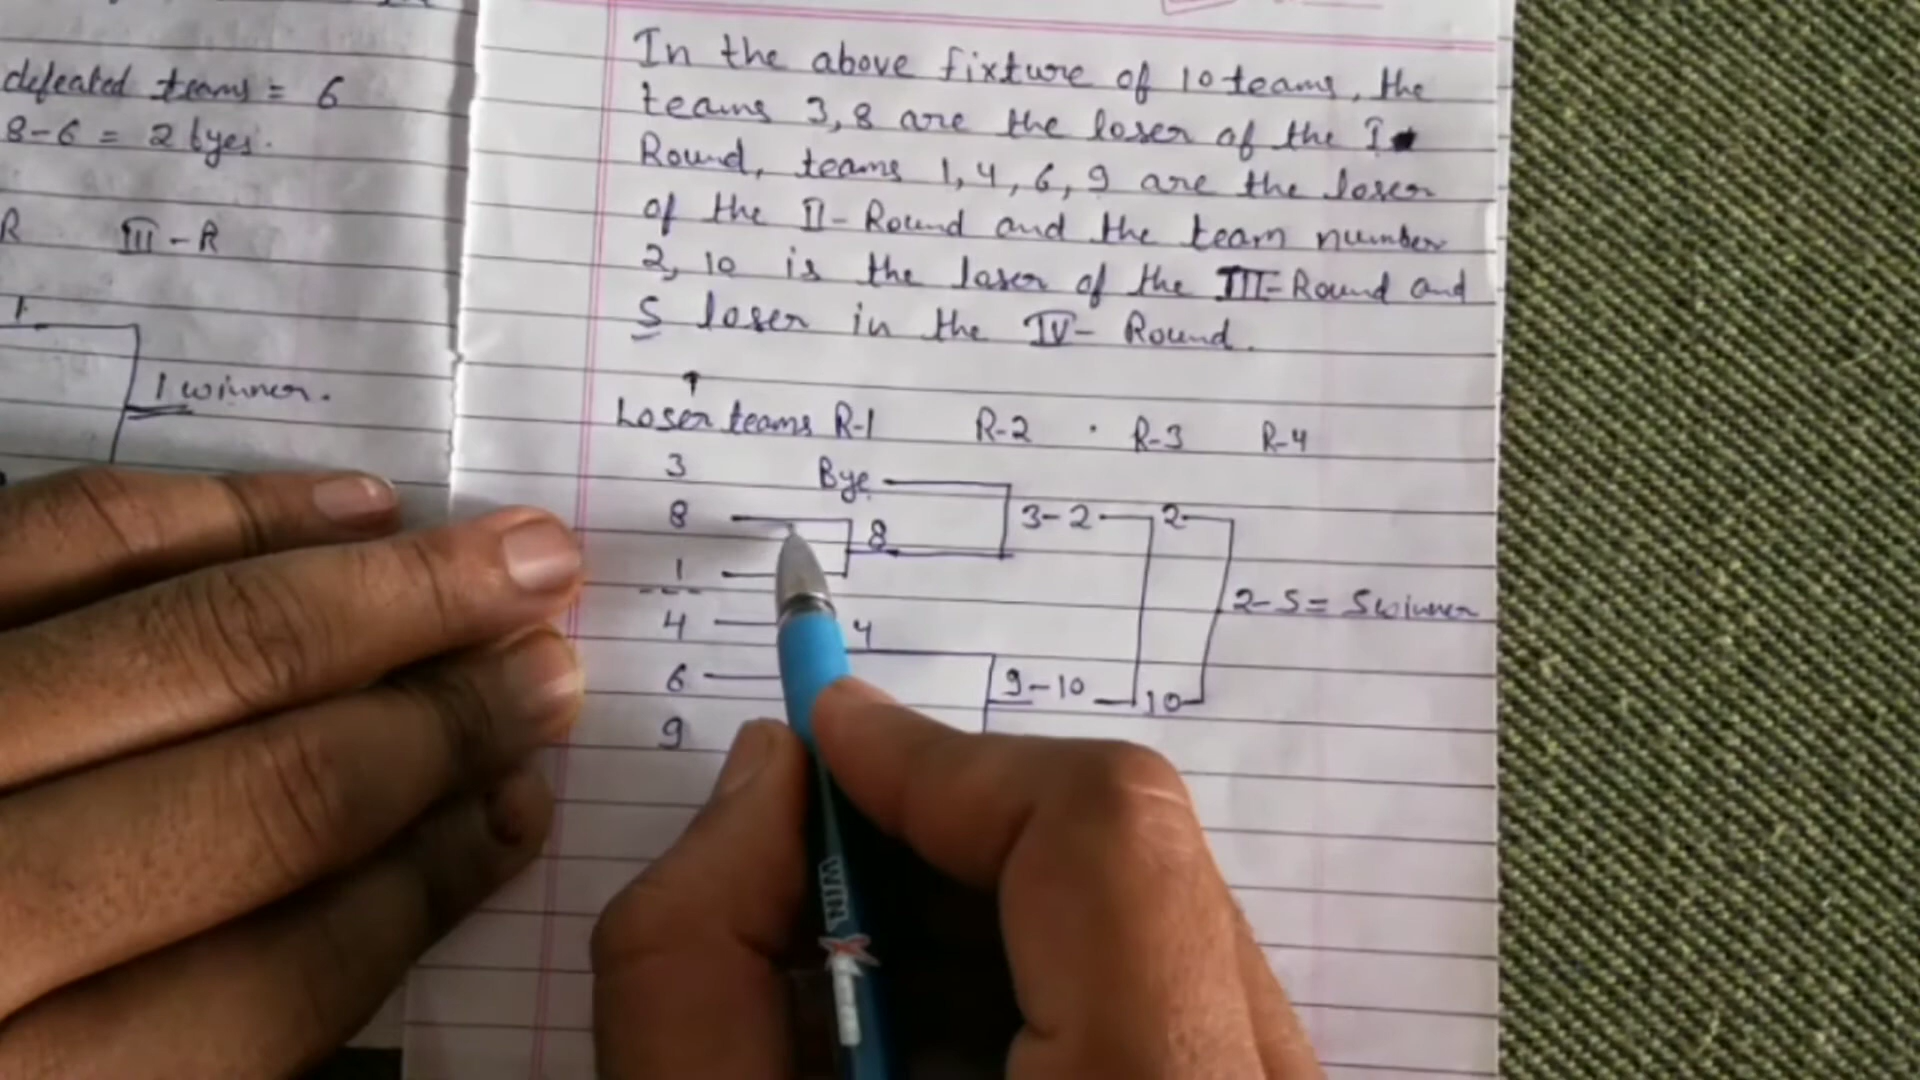 defeated teams = 6
8-6 = 2 byes.
R III - R
1
1 winner.
In the above fixture of 10 teams, the
teams 3, 8 are the loser of the I
Round, teams 1, 4, 6, 9 are the loser
of the II - Round and the team number
2, 10 is the loser of the III-Round and
5 loser in the IV- Round.
Loser teams R-1 R-2 R-3 R-4
3 Bye
8 8 3-2 2
1
2-5= 5 winner
4 4
6 9-10 10
9
WIN